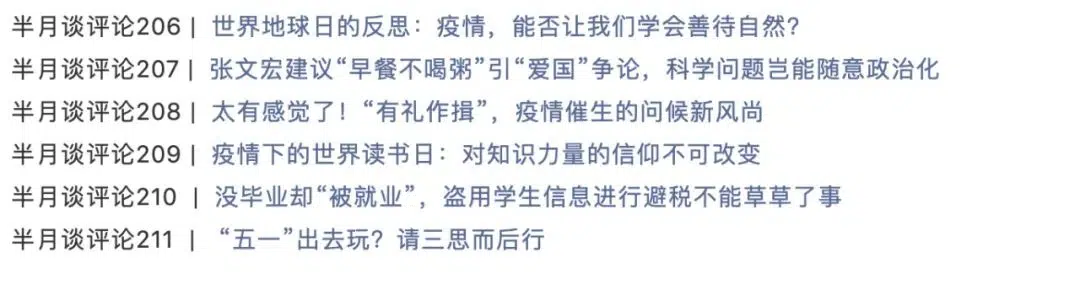 半月谈评论206 | 世界地球日的反思：疫情，能否让我们学会善待自然？
半月谈评论207 | 张文宏建议“早餐不喝粥”引“爱国”争论，科学问题岂能随意政治化
半月谈评论208 | 太有感觉了！“有礼作揖”，疫情催生的问候新风尚
半月谈评论209 | 疫情下的世界读书日：对知识力量的信仰不可改变
半月谈评论210 | 没毕业却“被就业”，盗用学生信息进行避税不能草草了事
半月谈评论211 | “五一”出去玩？请三思而后行